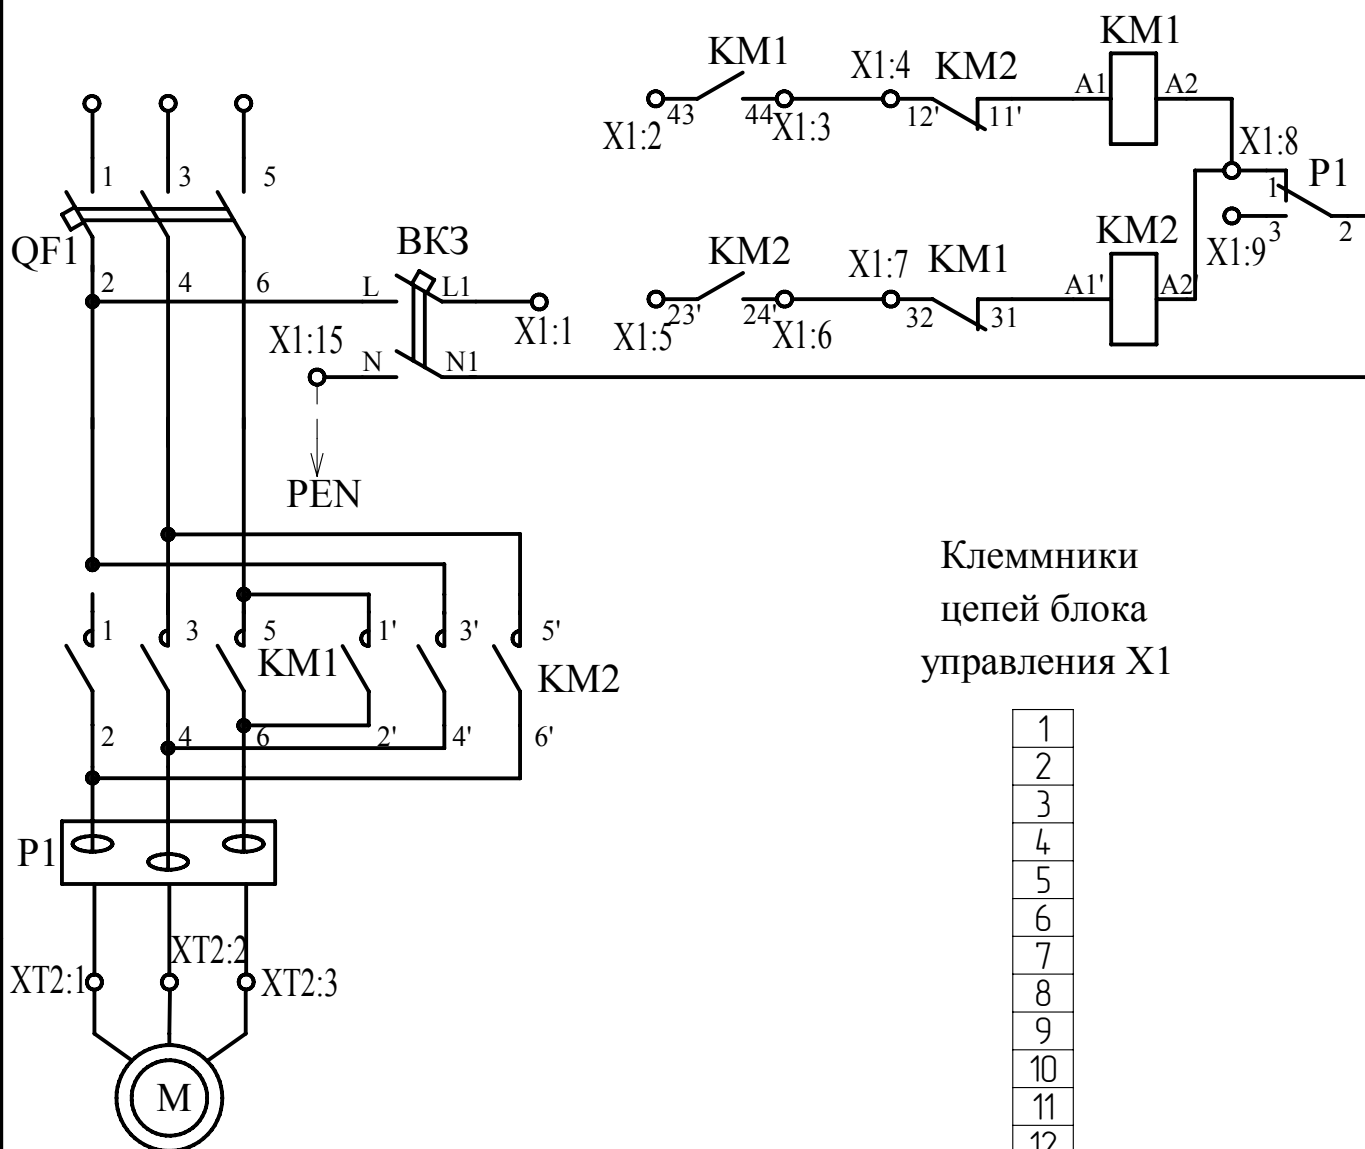 KM1
KM1
X1:4
KM2
A1
A2
43
44
12'
11'
X1:2
X1:3
X1:8
P1
1
3
5
1
3
2
QF1
ВКЗ
KM2
X1:7
KM1
KM2
X1:9
2
4
6
L
L1
A1'
A2'
23'
24'
32
31
X1:15
X1:1
X1:5
X1:6
N
N1
PEN
Клеммники
цепей блока
управления X1
1
3
5
1'
3'
5'
KM1
KM2
2
4
6
2'
4'
6'
P1
XT2:1
XT2:2
XT2:3
M
1
2
3
4
5
6
7
8
9
10
11
12